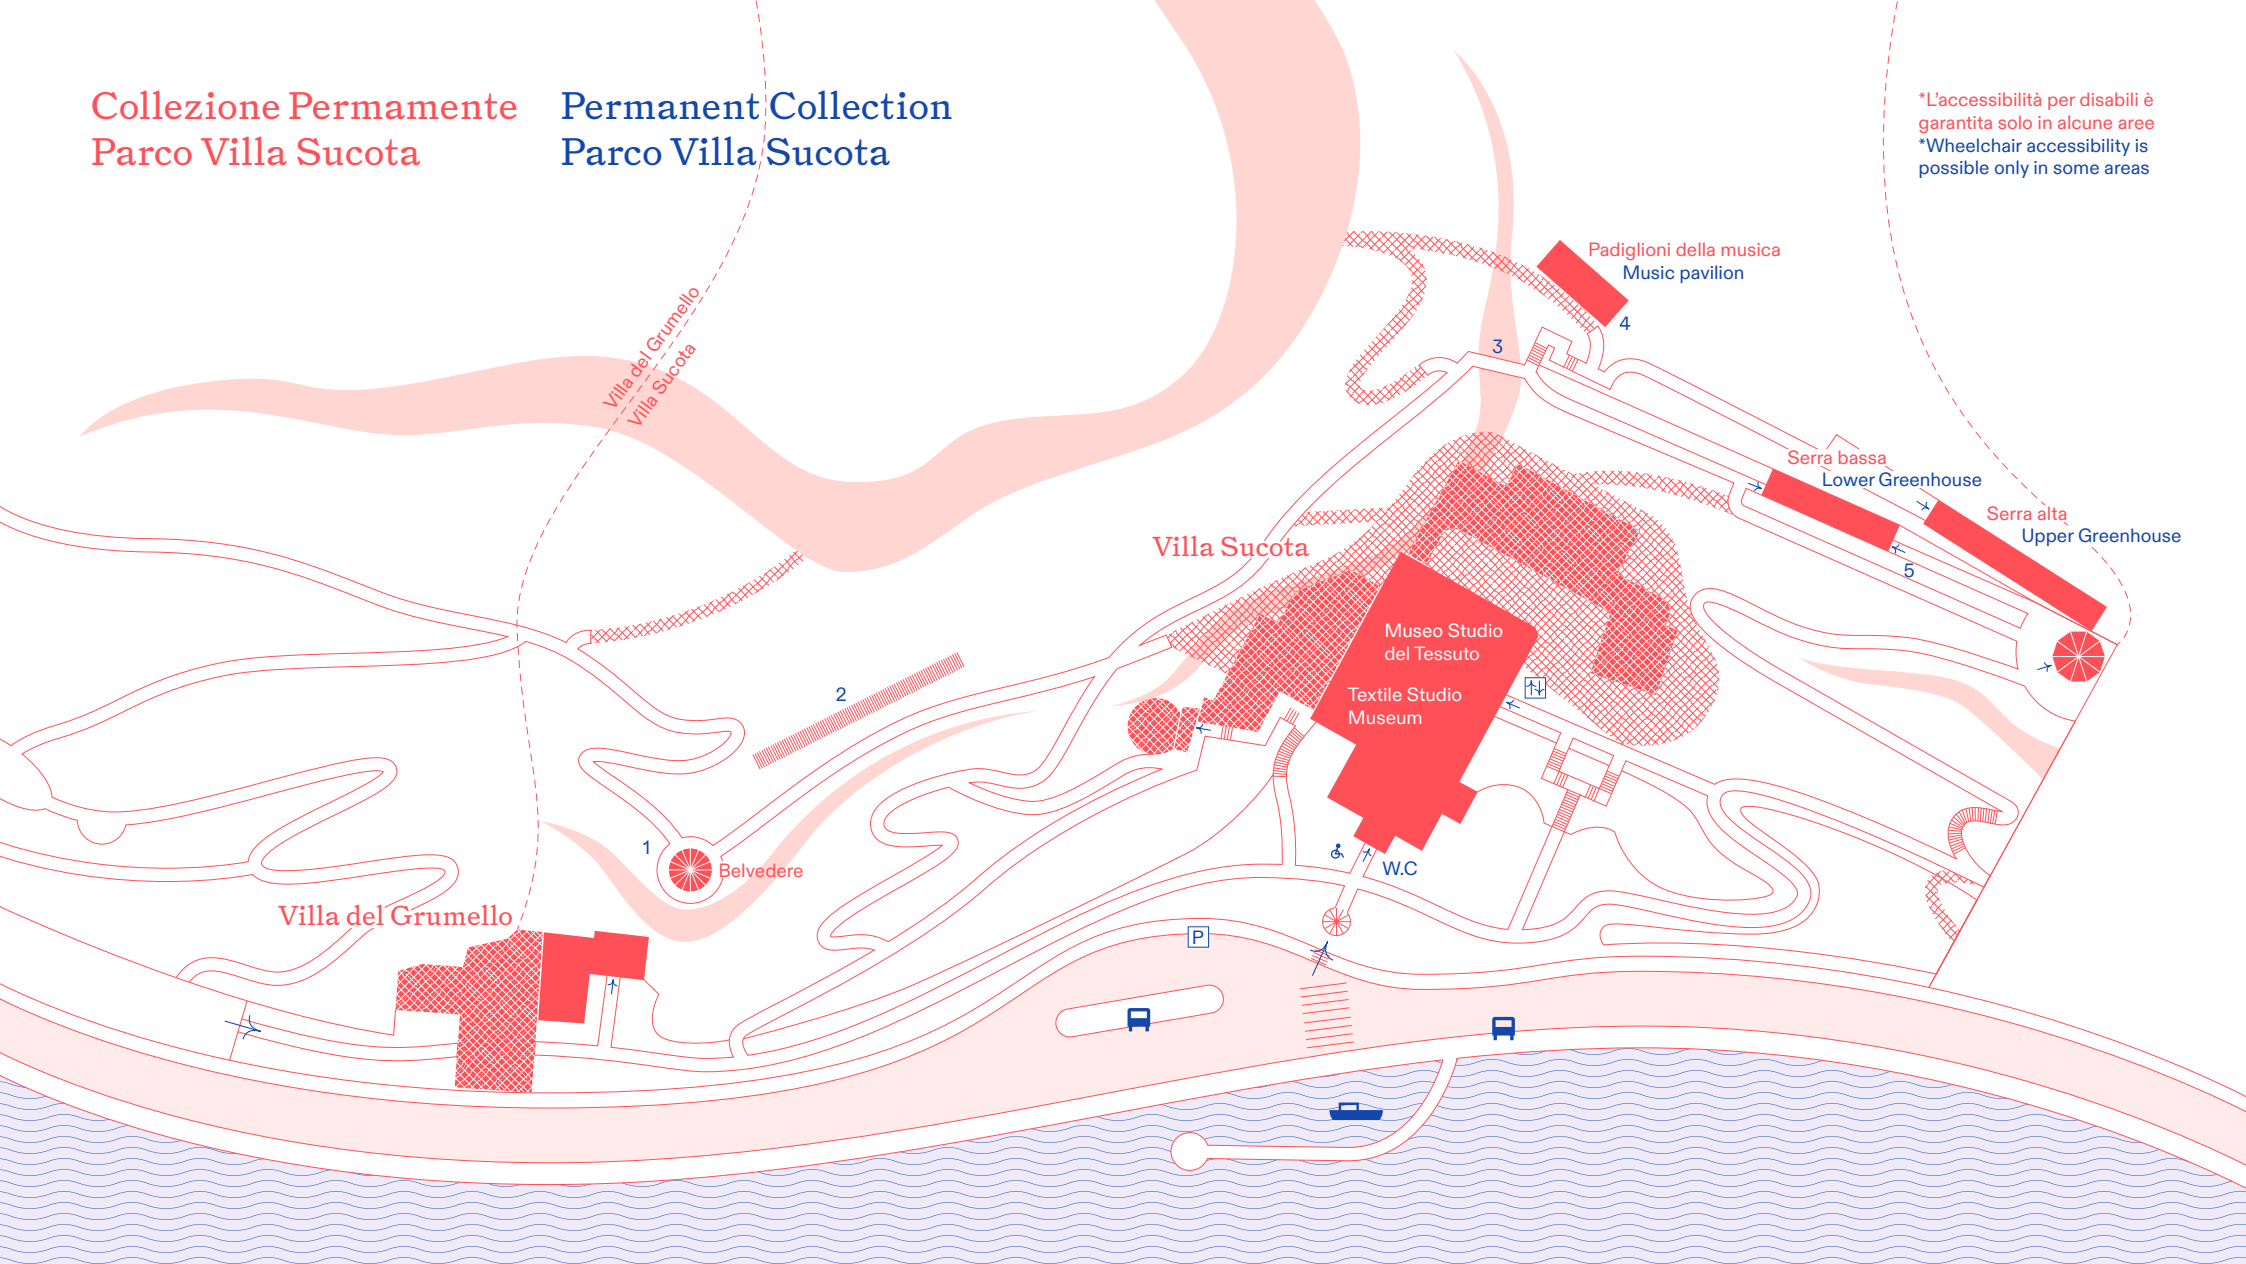 Collezione Permamente
Parco Villa Sucota
Permanent Collection
Parco Villa Sucota
*L'accessibilità per disabili è
garantita solo in alcune aree
*Wheelchair accessibility is
possible only in some areas
Villa del Grumello
Villa Sucota
Padiglioni della musica
Music pavilion
4
3
Serra bassa
Lower Greenhouse
Serra alta
Upper Greenhouse
5
Villa Sucota
Museo Studio
del Tessuto
Textile Studio
Museum
2
1
Belvedere
W.C
Villa del Grumello
P